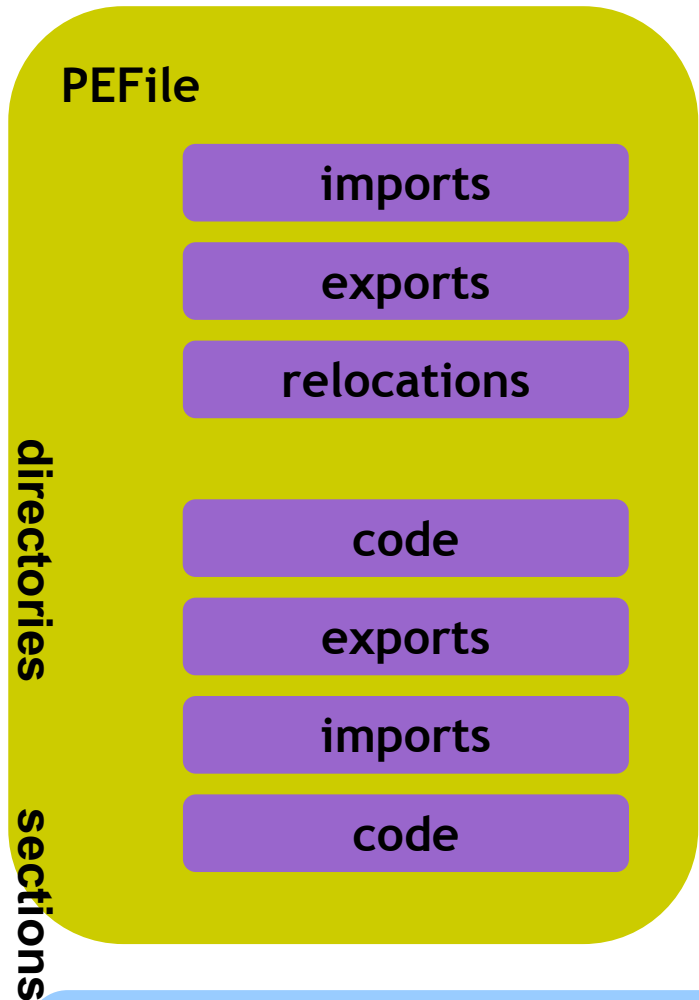 PEFile
imports
exports
relocations
directories
code
exports
imports
code
sections